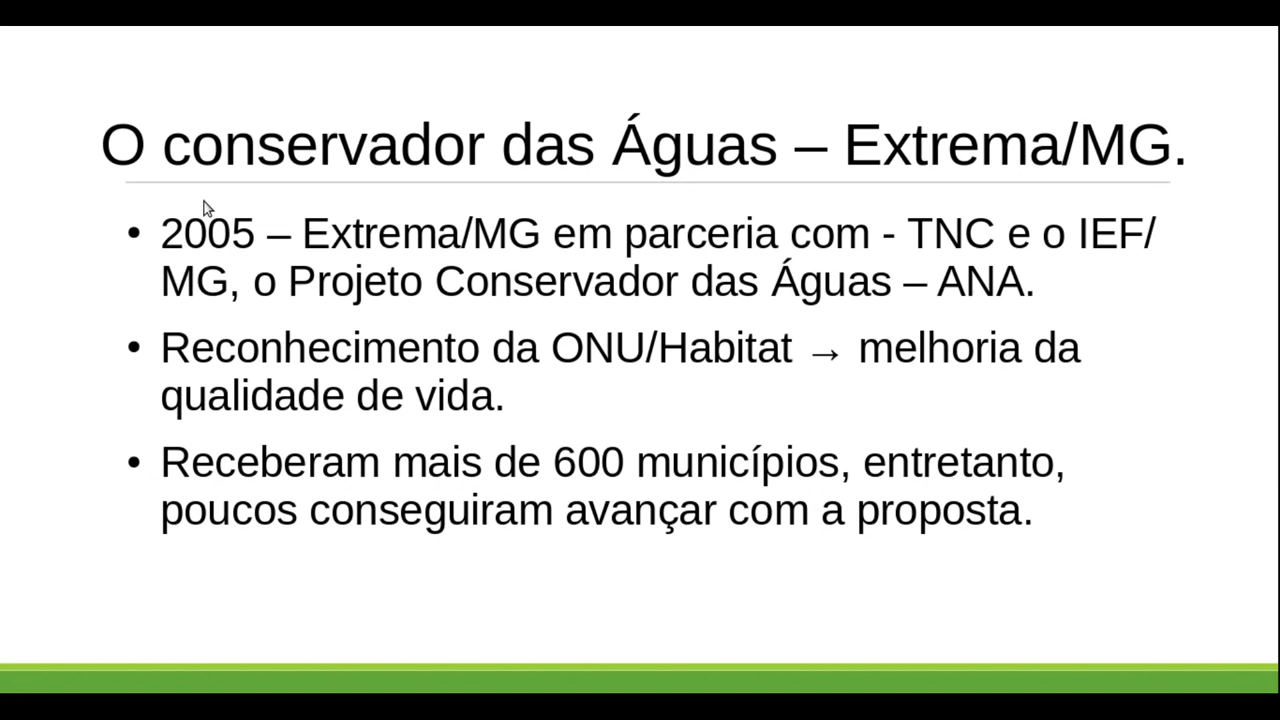 O conservador das Águas – Extrema/MG.
• 2005 – Extrema/MG em parceria com - TNC e o IEF/
MG, o Projeto Conservador das Águas – ANA.
• Reconhecimento da ONU/Habitat → melhoria da
qualidade de vida.
• Receberam mais de 600 municípios, entretanto,
poucos conseguiram avançar com a proposta.